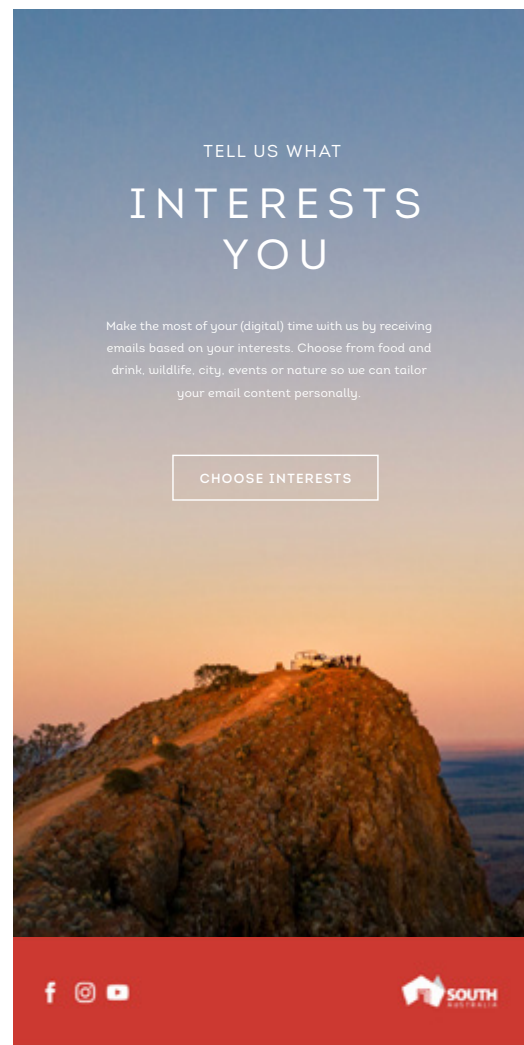 TELL US WHAT
INTERESTS
YOU
Make the most of your (digital) time with us by receiving
emails based on your interests. Choose from food and
drink, wildlife, city, events or nature so we can tailor
your email content personally.
CHOOSE INTERESTS
SOUTH
AUSTRALIA